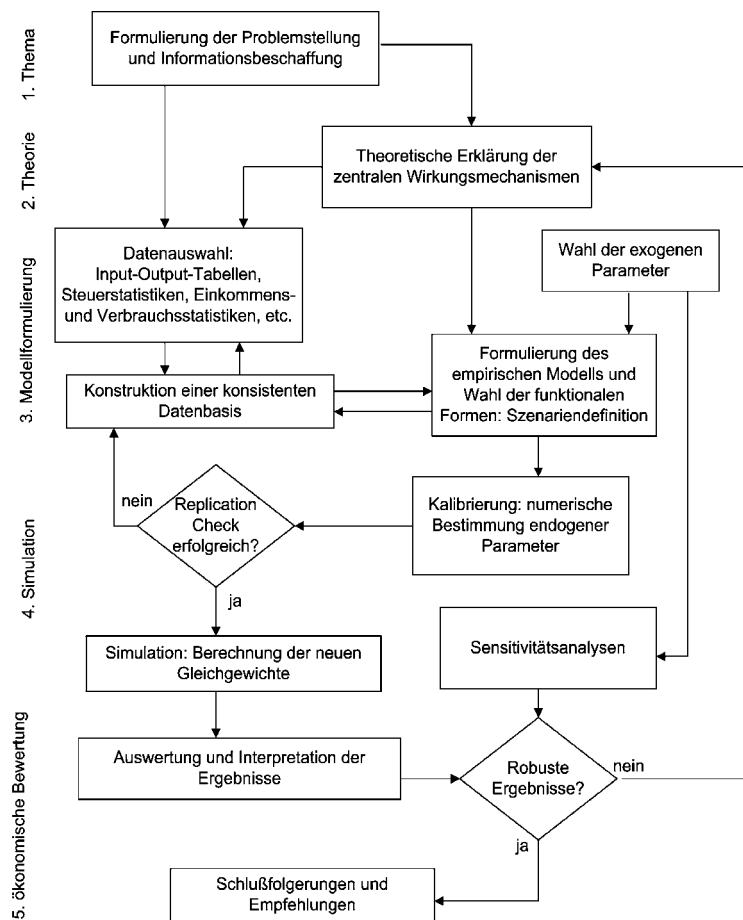 1. Thema
Formulierung der Problemstellung
und Informationsbeschaffung
2. Theorie
Theoretische Erklärung der
zentralen Wirkungsmechanismen
3. Modellformulierung
Datenauswahl:
Input-Output-Tabellen,
Steuerstatistiken, Einkommens-
und Verbrauchsstatistiken, etc.
Wahl der exogenen
Parameter
Konstruktion einer konsistenten
Datenbasis
Formulierung des
empirischen Modells und
Wahl der funktionalen
Formen: Szenariendefinition
4. Simulation
nein
Replication
Check
erfolgreich?
Kalibrierung: numerische
Bestimmung endogener
Parameter
ja
Simulation: Berechnung der neuen
Gleichgewichte
Sensitivitätsanalysen
5. ökonomische Bewertung
Auswertung und Interpretation der
Ergebnisse
Robuste
Ergebnisse?
nein
ja
Schlußfolgerungen und
Empfehlungen